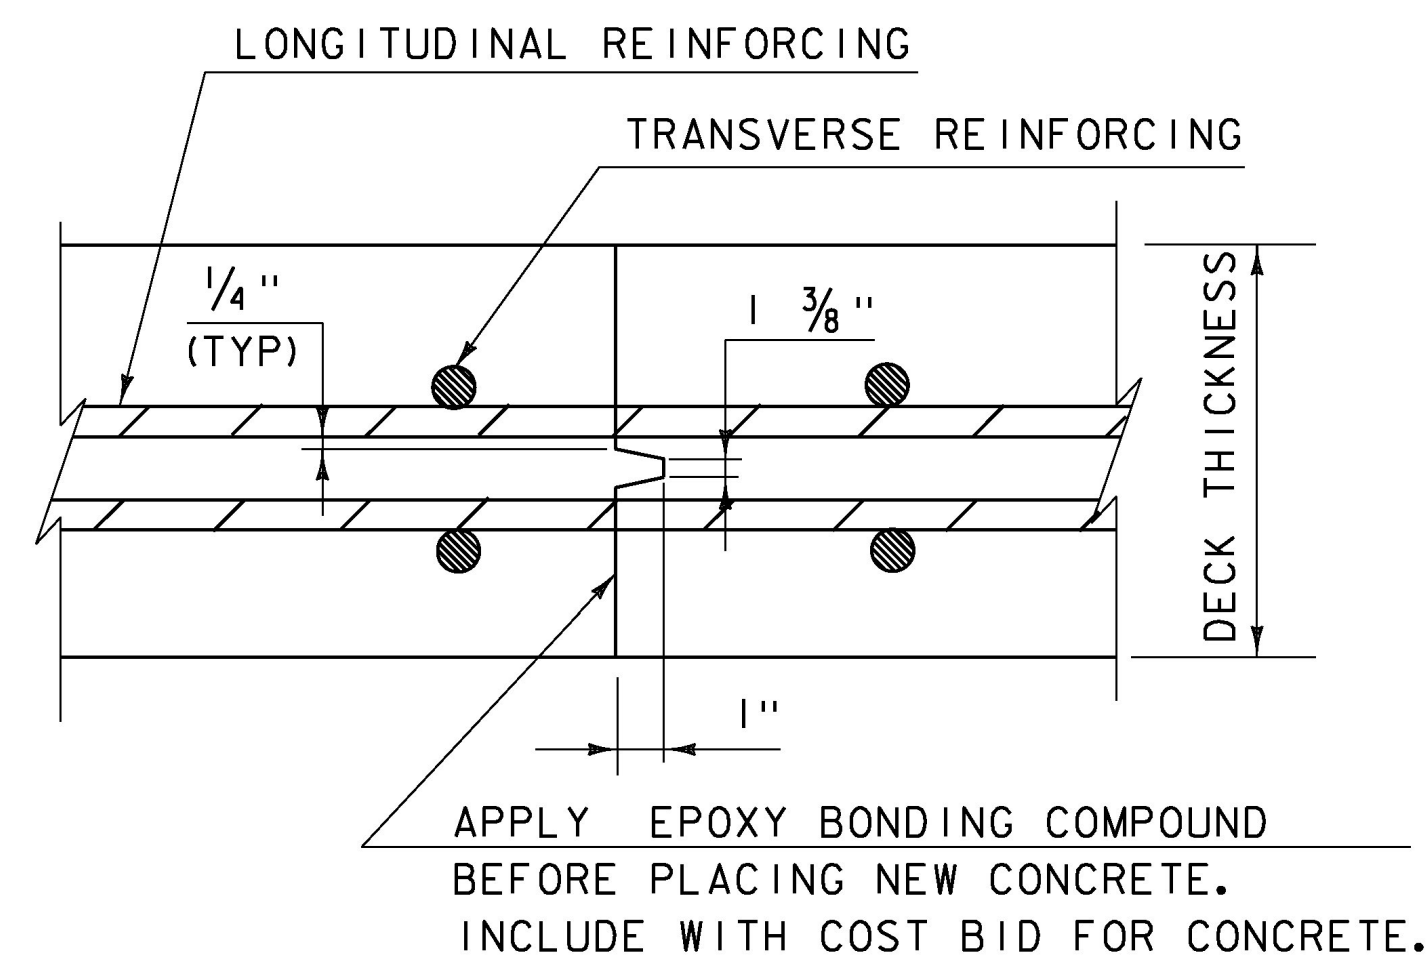 LONGITUDINAL REINFORCING
TRANSVERSE REINFORCING
1/4"
(TYP)
1 3/8"
DECK THICKNESS
1"
APPLY EPOXY BONDING COMPOUND
BEFORE PLACING NEW CONCRETE.
INCLUDE WITH COST BID FOR CONCRETE.